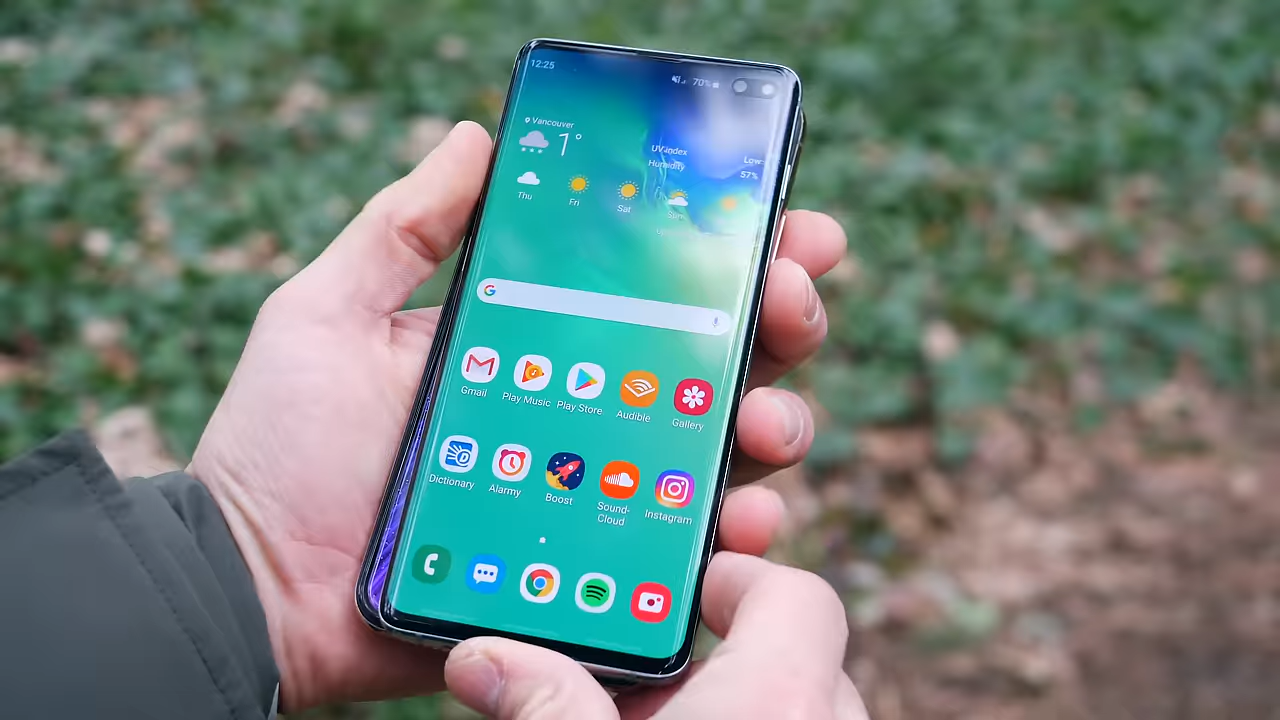 12:25
70%
Vancouver
1°
UV index
Low
Humidity
57%
Thu
Fri
Sat
Sun
Gmail
Play Music
Play Store
Audible
Gallery
Dictionary
Alarmy
Boost
Sound-
Cloud
Instagram